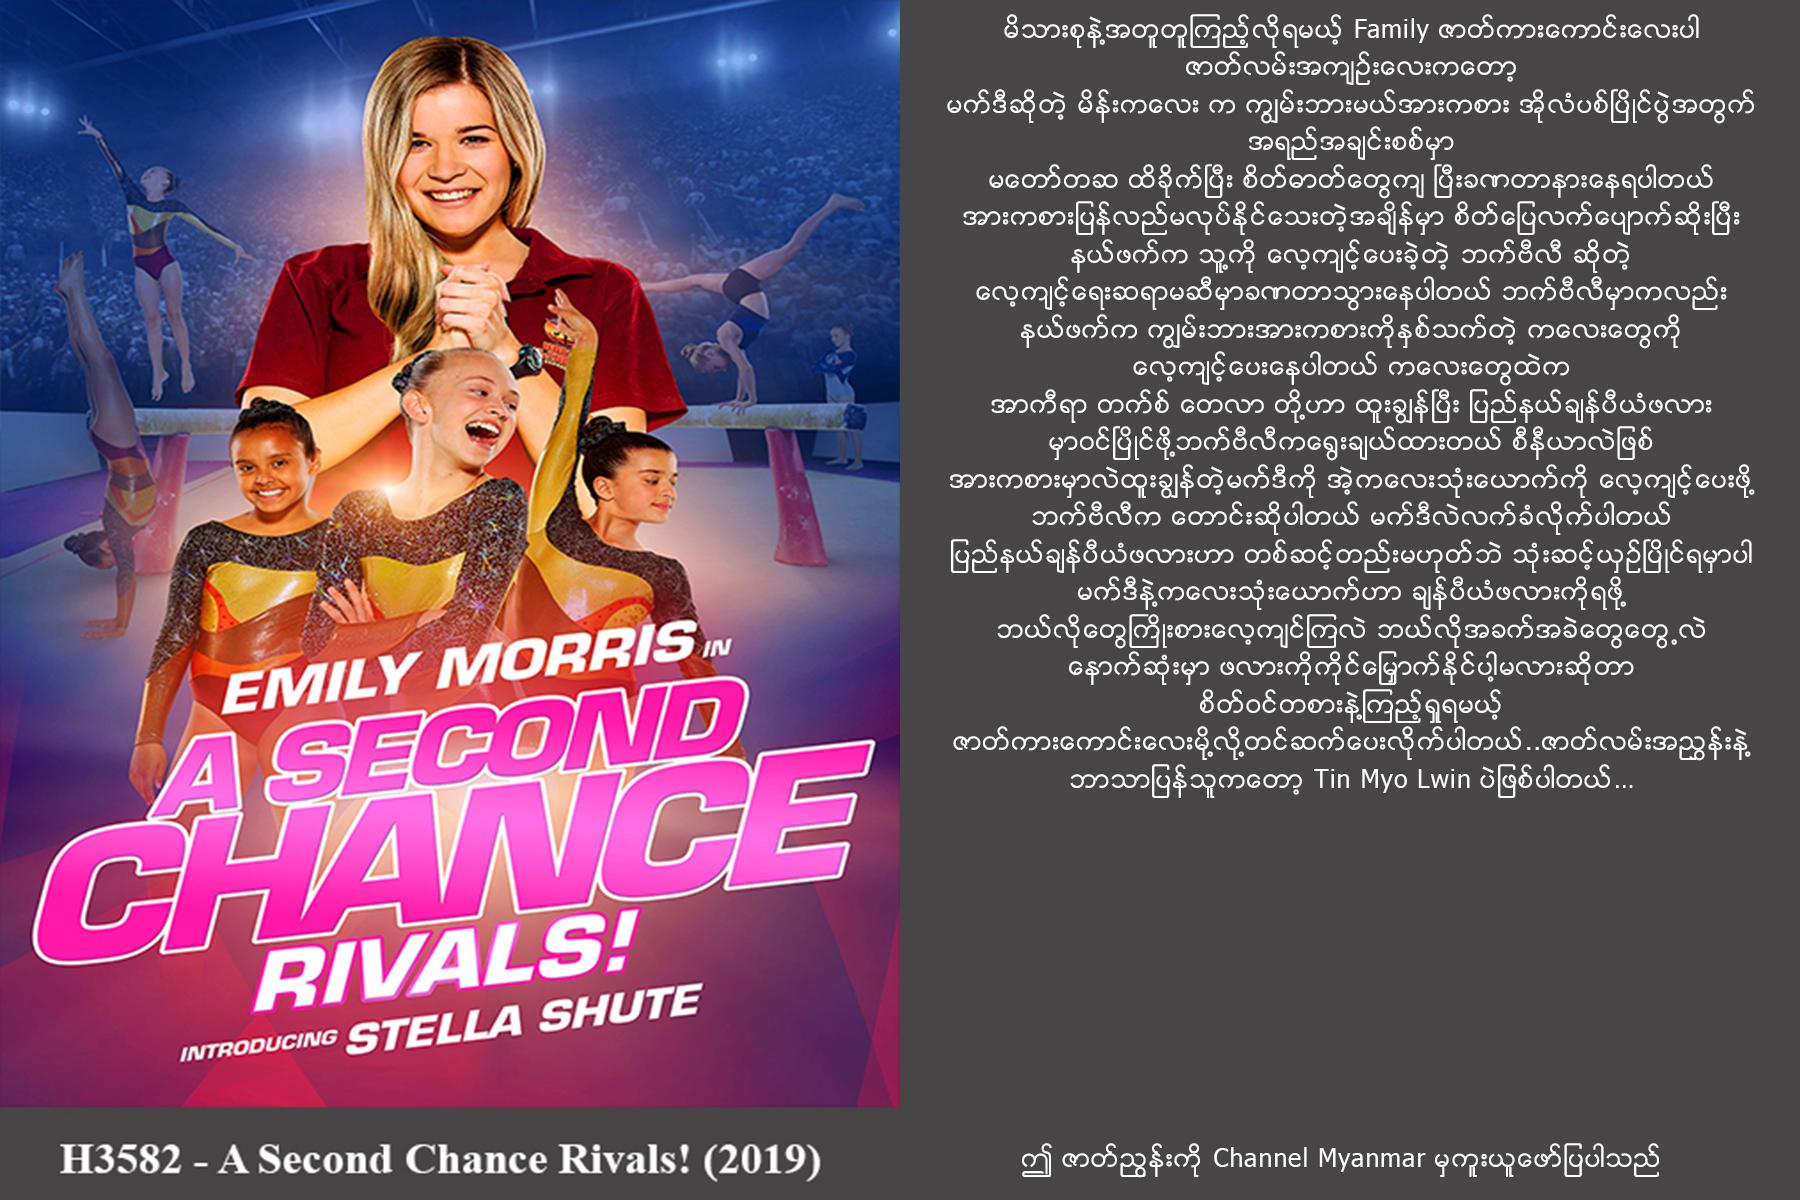 EMILY MORRIS IN
A SECOND
CHANCE
RIVALS!
INTRODUCING STELLA SHUTE
H3582 - A Second Chance Rivals! (2019)
မိသားစုနဲ့အတူတူကြည့်လို့ရမယ့် Family ဇာတ်ကားကောင်းလေးပါ
ဇာတ်လမ်းအကျဉ်းလေးကတော့
မက်ဒီဆိုတဲ့ မိန်းကလေး က ကျွမ်းဘားမယ်အားကစား အိုလံပစ်ပြိုင်ပွဲအတွက်
အရည်အချင်းစစ်မှာ
မတော်တဆ ထိခိုက်ပြီး စိတ်ဓာတ်တွေကျ ပြီးခဏတာနားနေရပါတယ်
အားကစားပြန်လည်မလုပ်နိုင်သေးတဲ့အချိန်မှာ စိတ်ပြေလက်ပျောက်ဆိုးပြီး
နယ်ဖက်က သူ့ကို လေ့ကျင့်ပေးခဲ့တဲ့ ဘက်ဗီလီ ဆိုတဲ့
လေ့ကျင့်ရေးဆရာမဆီမှာခဏတာသွားနေပါတယ် ဘက်ဗီလီမှာကလည်း
နယ်ဖက်က ကျွမ်းဘားအားကစားကိုနှစ်သက်တဲ့ ကလေးတွေကို
လေ့ကျင့်ပေးနေပါတယ် ကလေးတွေထဲက
အာကီရာ တက်စ် တေလာ တို့ဟာ ထူးချွန်ပြီး ပြည်နယ်ချန်ပီယံဖလား
မှာဝင်ပြိုင်ဖို့ဘက်ဗီလီကရွေးချယ်ထားတယ် စီနီယာလဲဖြစ်
အားကစားမှာလဲထူးချွန်တဲ့မက်ဒီကို အဲ့ကလေးသုံးယောက်ကို လေ့ကျင့်ပေးဖို့
ဘက်ဗီလီက တောင်းဆိုပါတယ် မက်ဒီလဲလက်ခံလိုက်ပါတယ်
ပြည်နယ်ချန်ပီယံဖလားဟာ တစ်ဆင့်တည်းမဟုတ်ဘဲ သုံးဆင့်ယှဉ်ပြိုင်ရမှာပါ
မက်ဒီနဲ့ကလေးသုံးယောက်ဟာ ချန်ပီယံဖလားကိုရဖို့
ဘယ်လိုတွေကြိုးစားလေ့ကျင်ကြလဲ ဘယ်လိုအခက်အခဲတွေတွေ့လဲ
နောက်ဆုံးမှာ ဖလားကိုကိုင်မြှောက်နိုင်ပါ့မလားဆိုတာ
စိတ်ဝင်တစားနဲ့ကြည့်ရှုရမယ့်
ဇာတ်ကားကောင်းလေးမို့လို့တင်ဆက်ပေးလိုက်ပါတယ်..ဇာတ်လမ်းအညွှန်းနဲ့
ဘာသာပြန်သူကတော့ Tin Myo Lwin ပဲဖြစ်ပါတယ်...
ဤ ဇာတ်ညွှန်းကို Channel Myanmar မှကူးယူဖော်ပြပါသည်